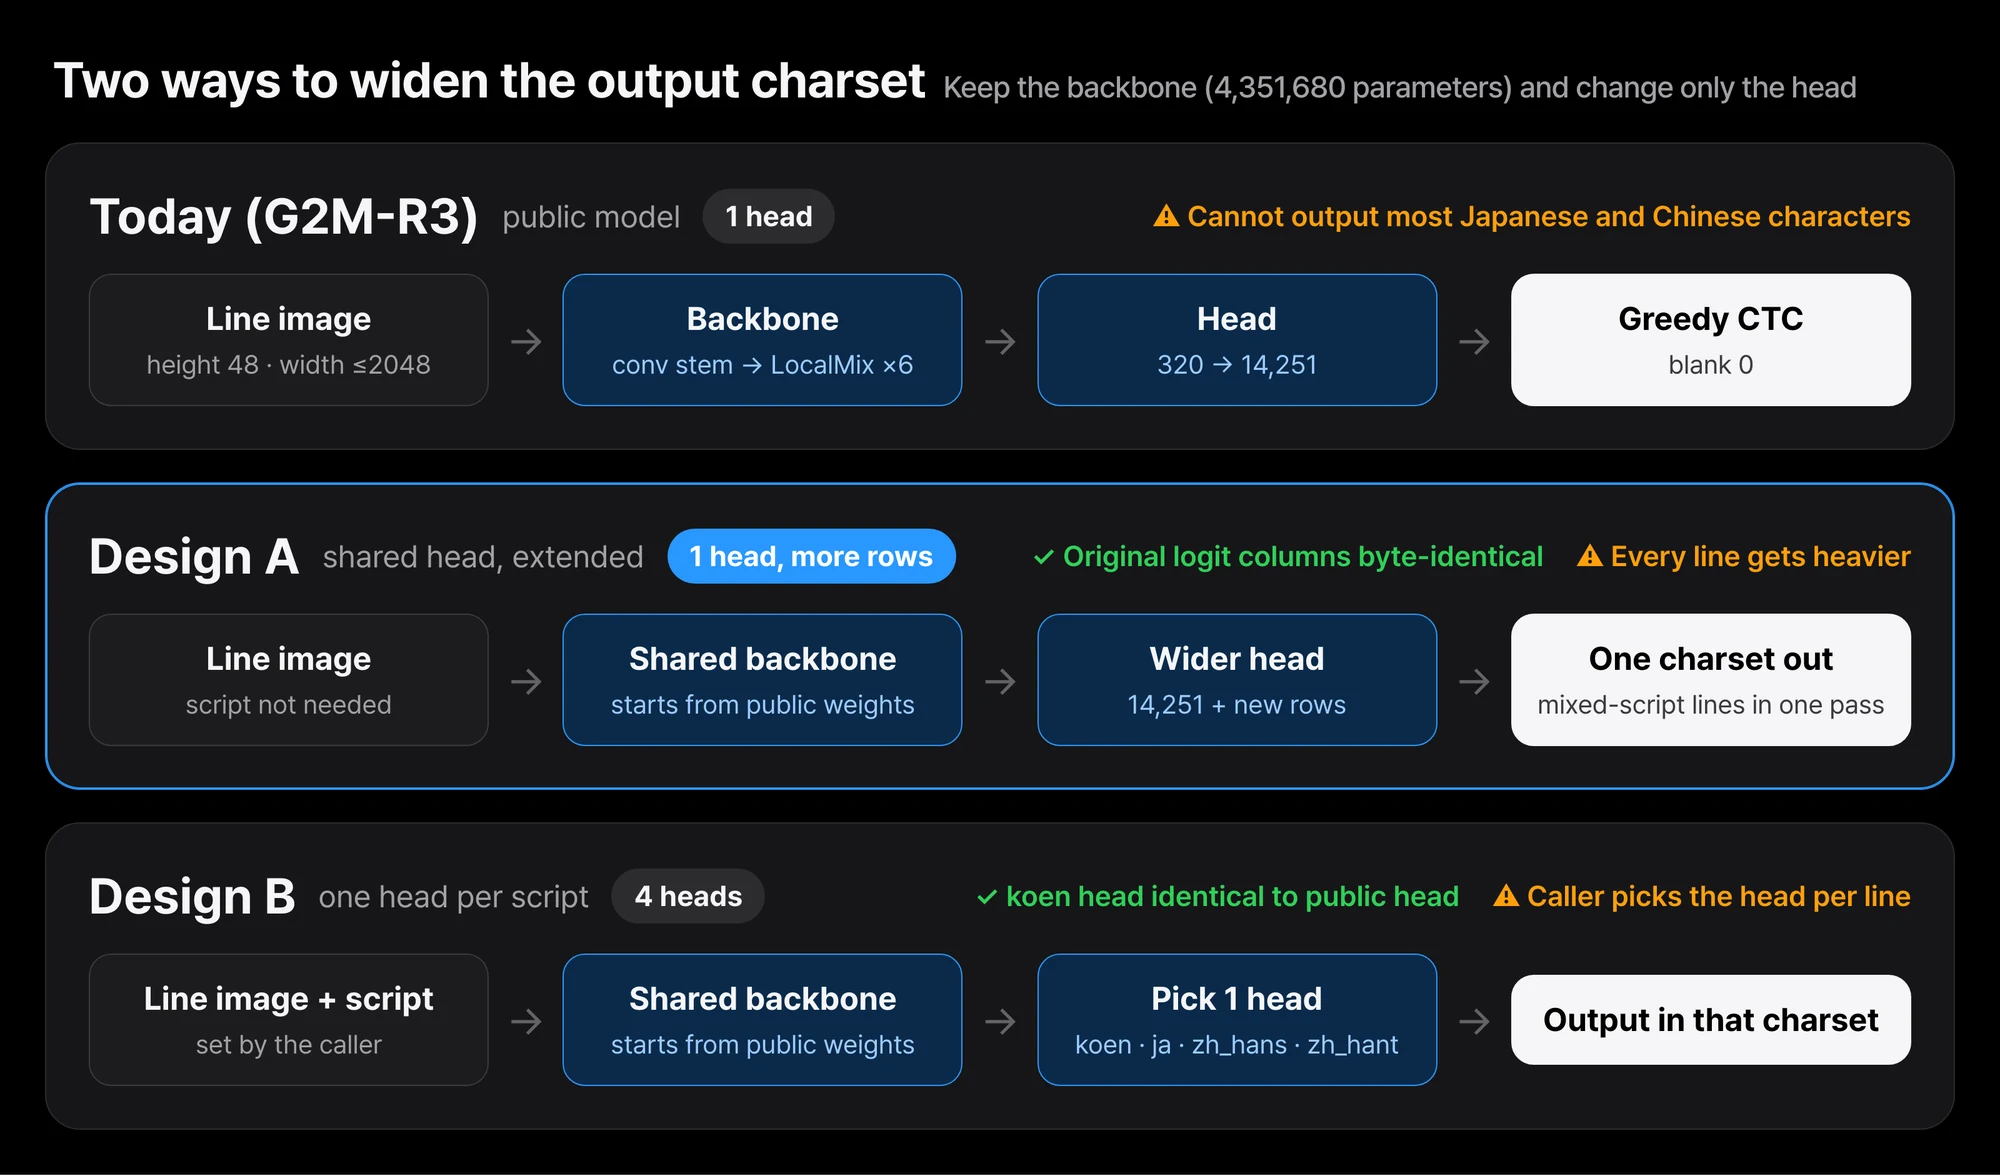 Two ways to widen the output charset Keep the backbone (4,351,680 parameters) and change only the head
Today (G2M-R3) public model 1 head ⚠ Cannot output most Japanese and Chinese characters
Line image → Backbone → Head → Greedy CTC
height 48 · width ≤2048 conv stem → LocalMix ×6 320 → 14,251 blank 0
Design A shared head, extended 1 head, more rows ✓ Original logit columns byte-identical ⚠ Every line gets heavier
Line image → Shared backbone → Wider head → One charset out
script not needed starts from public weights 14,251 + new rows mixed-script lines in one pass
Design B one head per script 4 heads ✓ koen head identical to public head ⚠ Caller picks the head per line
Line image + script → Shared backbone → Pick 1 head → Output in that charset
set by the caller starts from public weights koen · ja · zh_hans · zh_hant